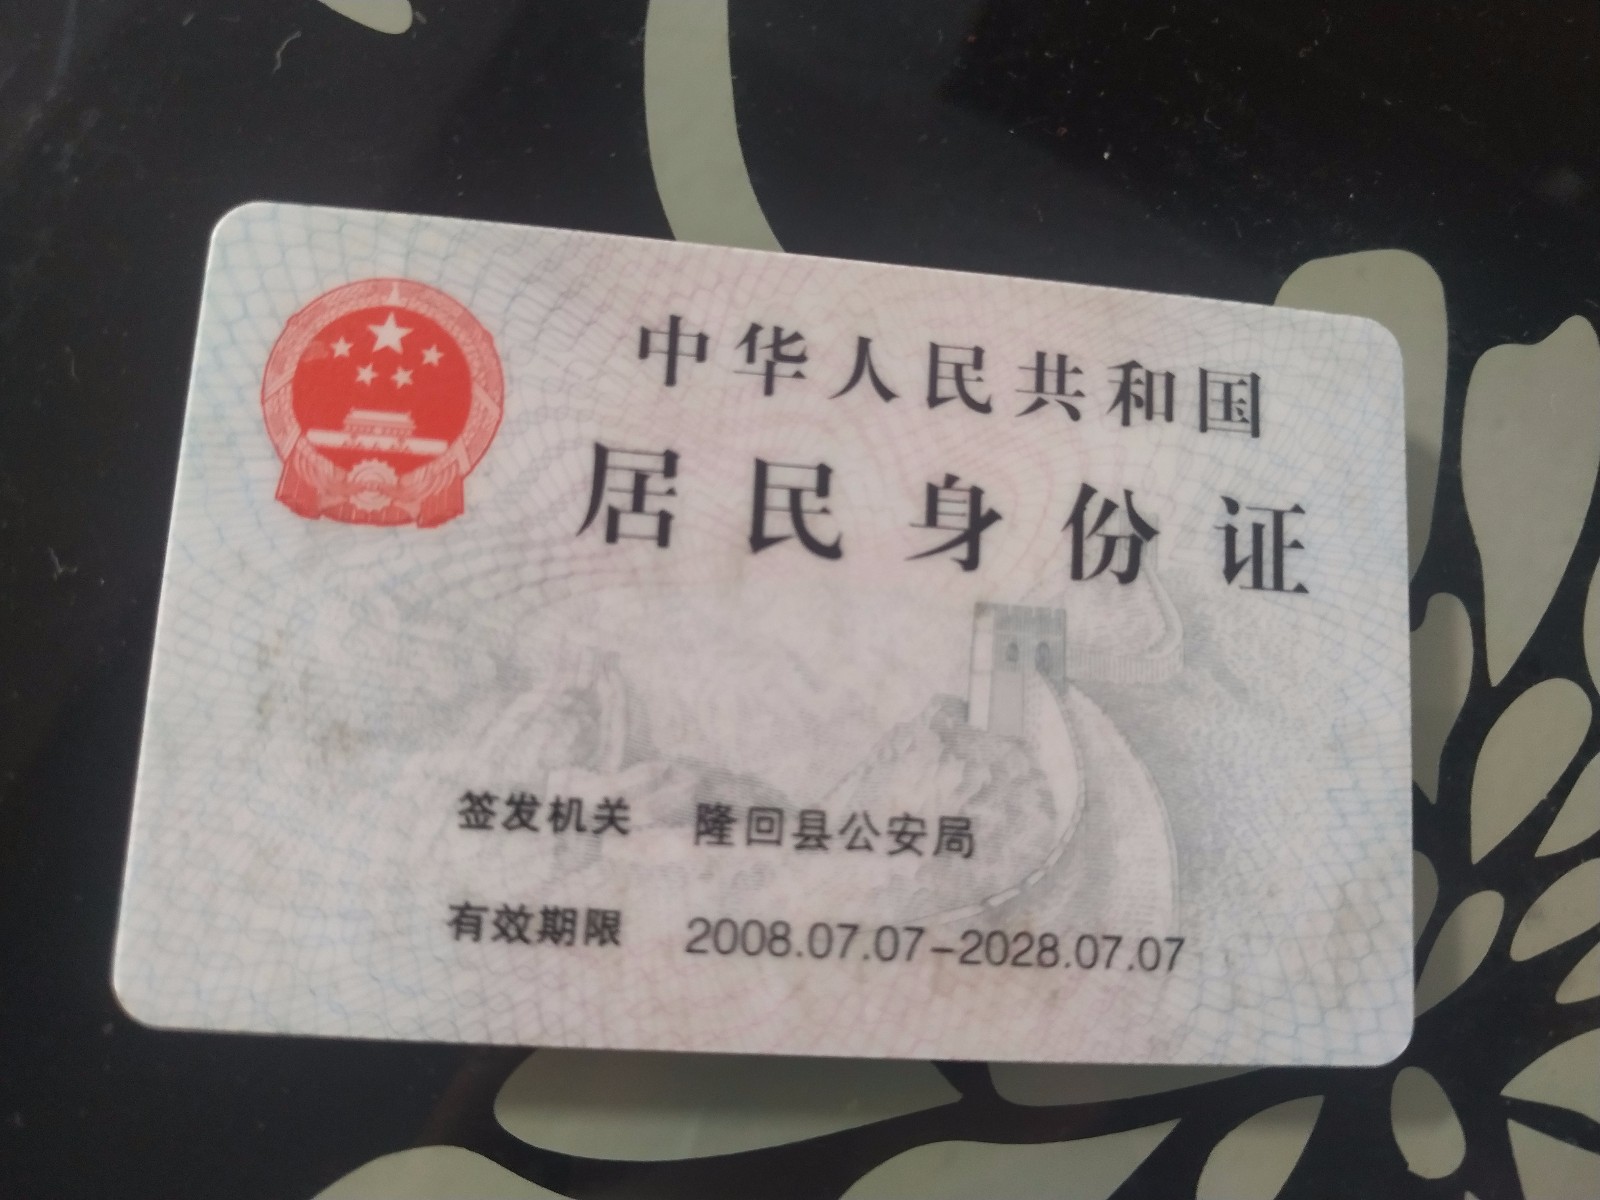 中华人民共和国
居民身份证
签发机关 隆回县公安局
有效期限 2008.07.07-2028.07.07